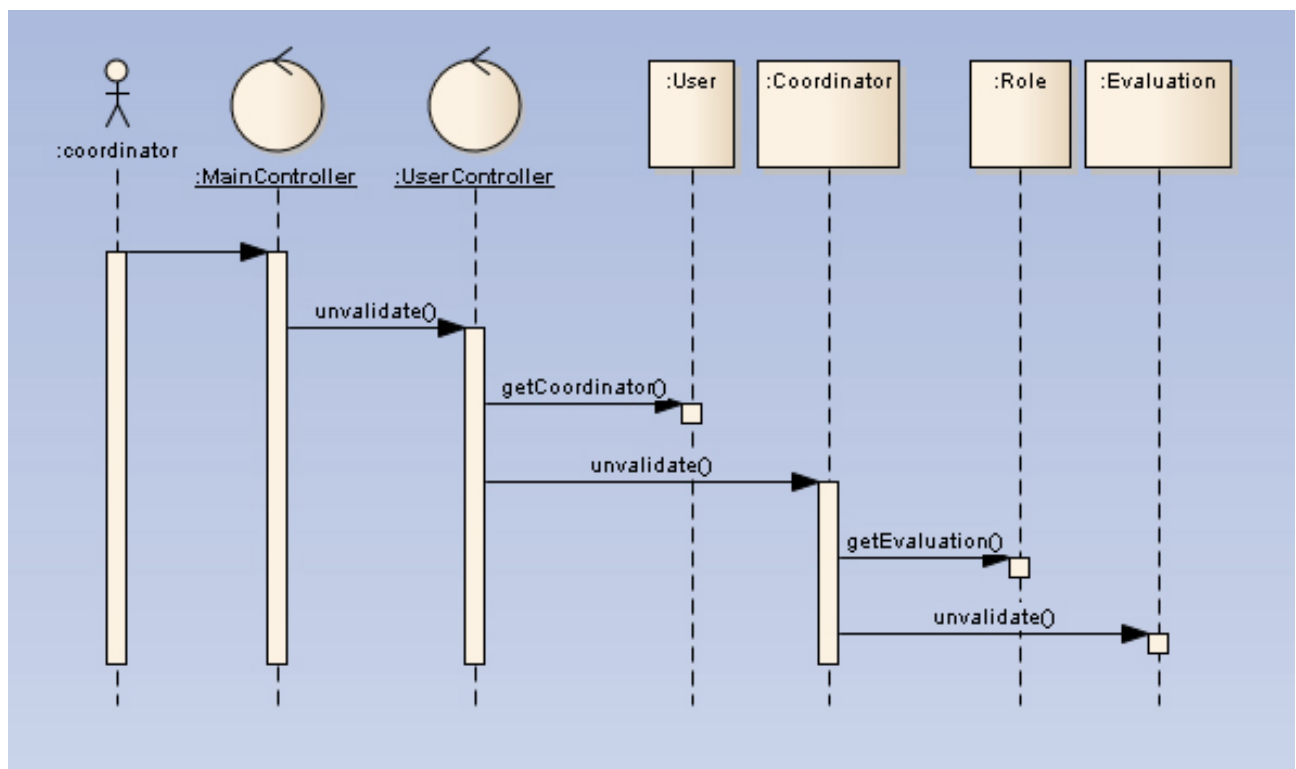 :User
:Coordinator
:Role
:Evaluation
:coordinator
:MainController
:UserController
unvalidate()
getCoordinator()
unvalidate()
getEvaluation()
unvalidate()